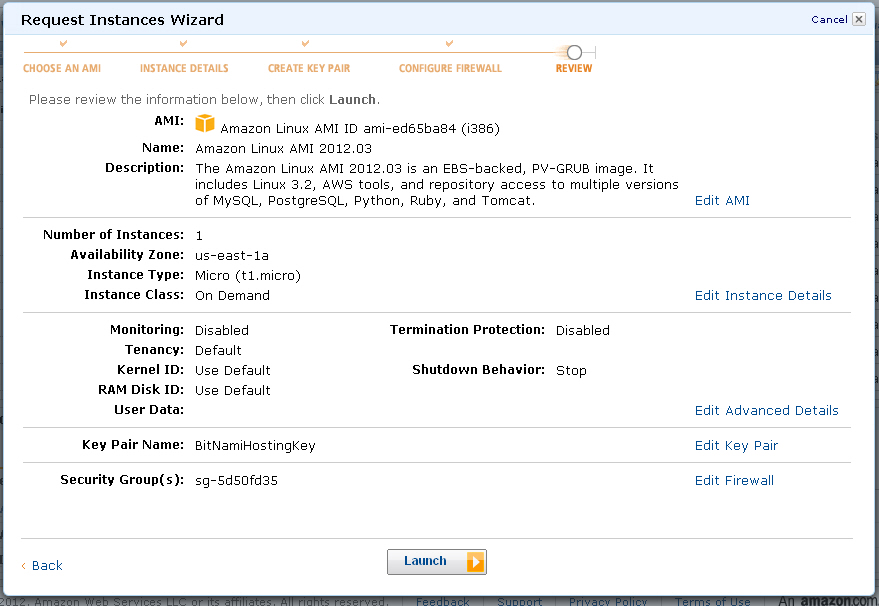 Request Instances Wizard
Cancel
CHOOSE AN AMI INSTANCE DETAILS CREATE KEY PAIR CONFIGURE FIREWALL REVIEW
Please review the information below, then click Launch.
AMI: Amazon Linux AMI ID ami-ed65ba84 (i386)
Name: Amazon Linux AMI 2012.03
Description: The Amazon Linux AMI 2012.03 is an EBS-backed, PV-GRUB image. It
includes Linux 3.2, AWS tools, and repository access to multiple versions
of MySQL, PostgreSQL, Python, Ruby, and Tomcat. Edit AMI
Number of Instances: 1
Availability Zone: us-east-1a
Instance Type: Micro (t1.micro)
Instance Class: On Demand Edit Instance Details
Monitoring: Disabled Termination Protection: Disabled
Tenancy: Default
Kernel ID: Use Default Shutdown Behavior: Stop
RAM Disk ID: Use Default
User Data: Edit Advanced Details
Key Pair Name: BitNamiHostingKey Edit Key Pair
Security Group(s): sg-5d50fd35 Edit Firewall
‹ Back Launch
2012, Amazon Web Services LLC or its affiliates. All rights reserved. Feedback Support Privacy Policy Terms of Use An amazon.com